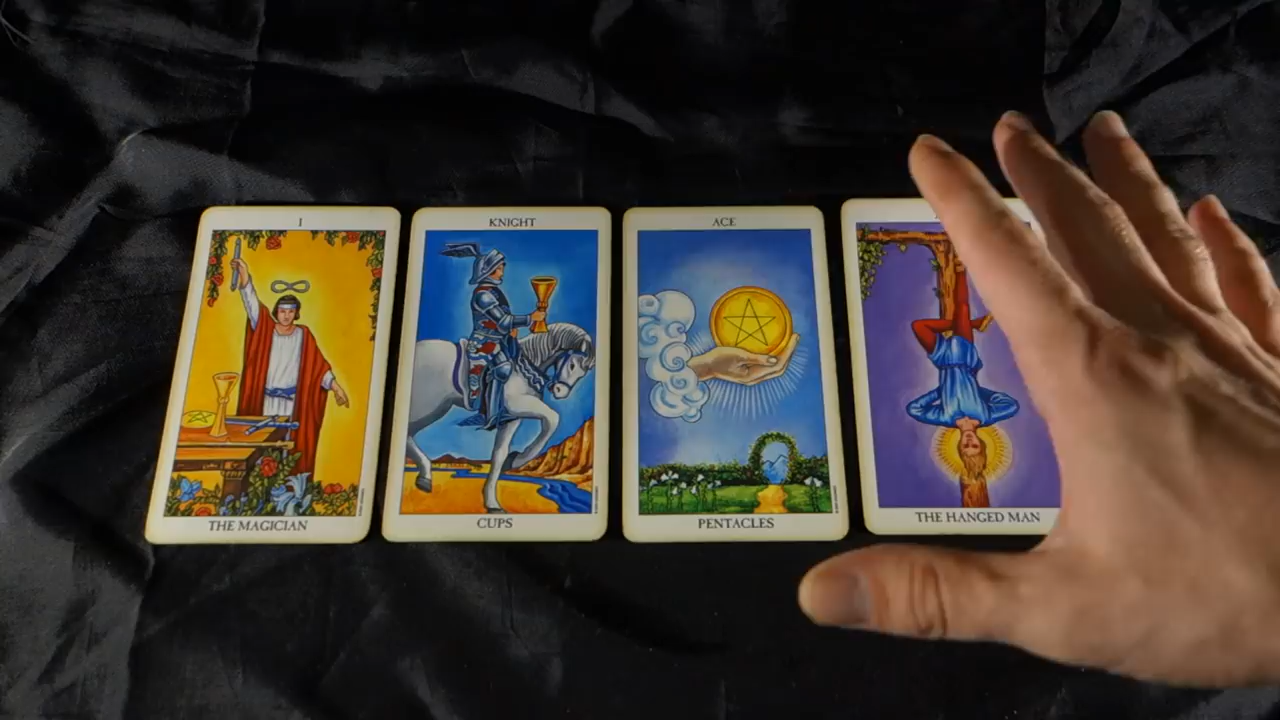 I
THE MAGICIAN
KNIGHT
CUPS
ACE
PENTACLES
THE HANGED MAN